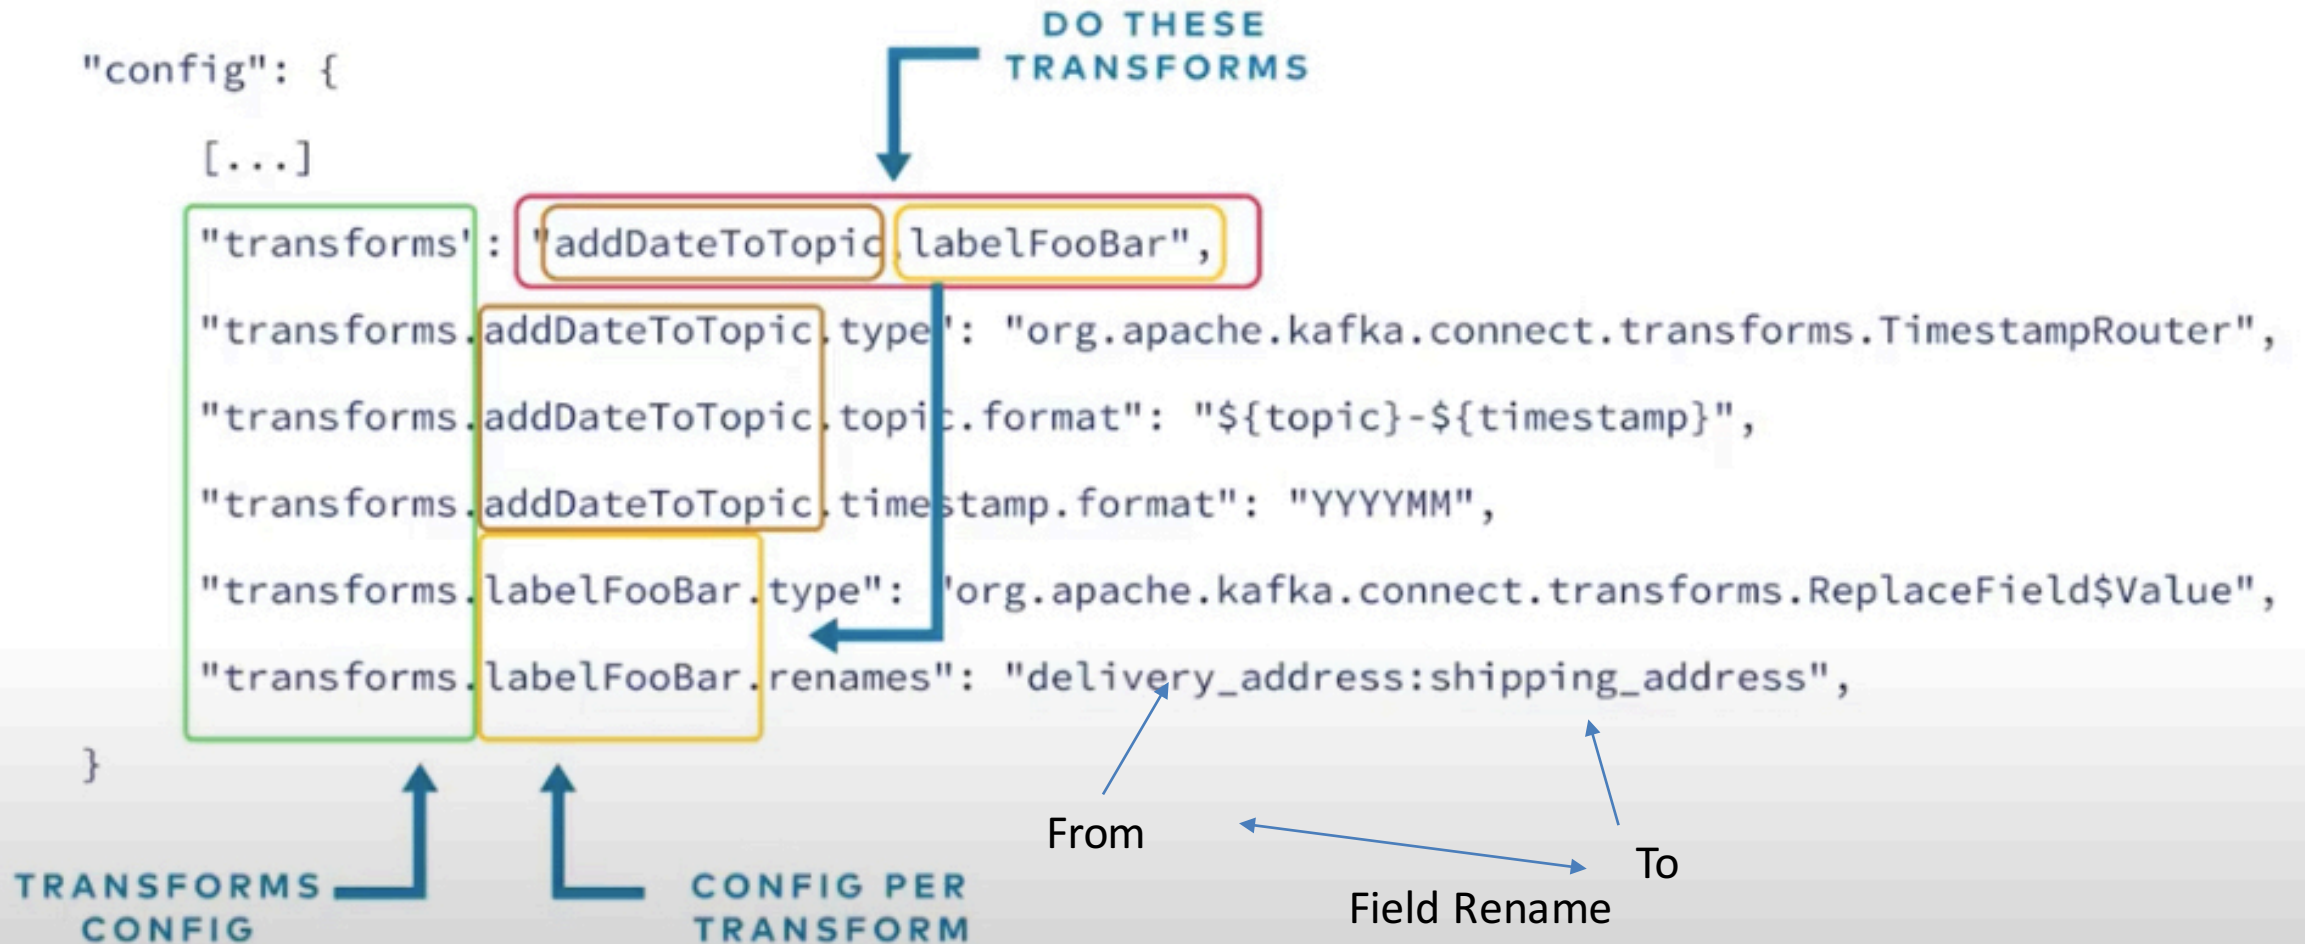 DO THESE
TRANSFORMS
"config": {
[...]
"transforms": "addDateToTopic,labelFooBar",
"transforms.addDateToTopic.type": "org.apache.kafka.connect.transforms.TimestampRouter",
"transforms.addDateToTopic.topic.format": "${topic}-${timestamp}",
"transforms.addDateToTopic.timestamp.format": "YYYYMM",
"transforms.labelFooBar.type": "org.apache.kafka.connect.transforms.ReplaceField$Value",
"transforms.labelFooBar.renames": "delivery_address:shipping_address",
}
From
To
Field Rename
TRANSFORMS
CONFIG
CONFIG PER
TRANSFORM